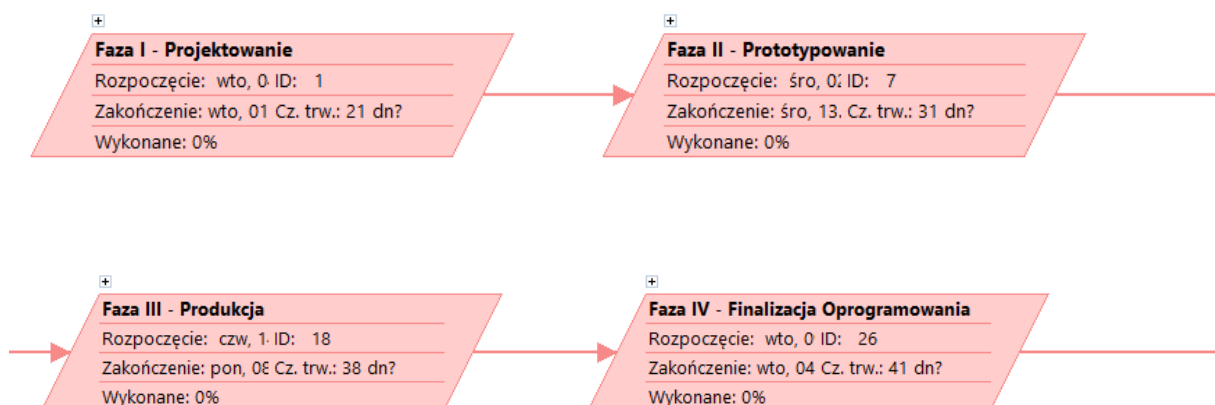 Faza I - Projektowanie
Rozpoczęcie: wto, 0 ID: 1
Zakończenie: wto, 01 Cz. trw.: 21 dn?
Wykonane: 0%
Faza II - Prototypowanie
Rozpoczęcie: śro, 02 ID: 7
Zakończenie: śro, 13. Cz. trw.: 31 dn?
Wykonane: 0%
Faza III - Produkcja
Rozpoczęcie: czw, 1 ID: 18
Zakończenie: pon, 08 Cz. trw.: 38 dn?
Wykonane: 0%
Faza IV - Finalizacja Oprogramowania
Rozpoczęcie: wto, 0 ID: 26
Zakończenie: wto, 04 Cz. trw.: 41 dn?
Wykonane: 0%